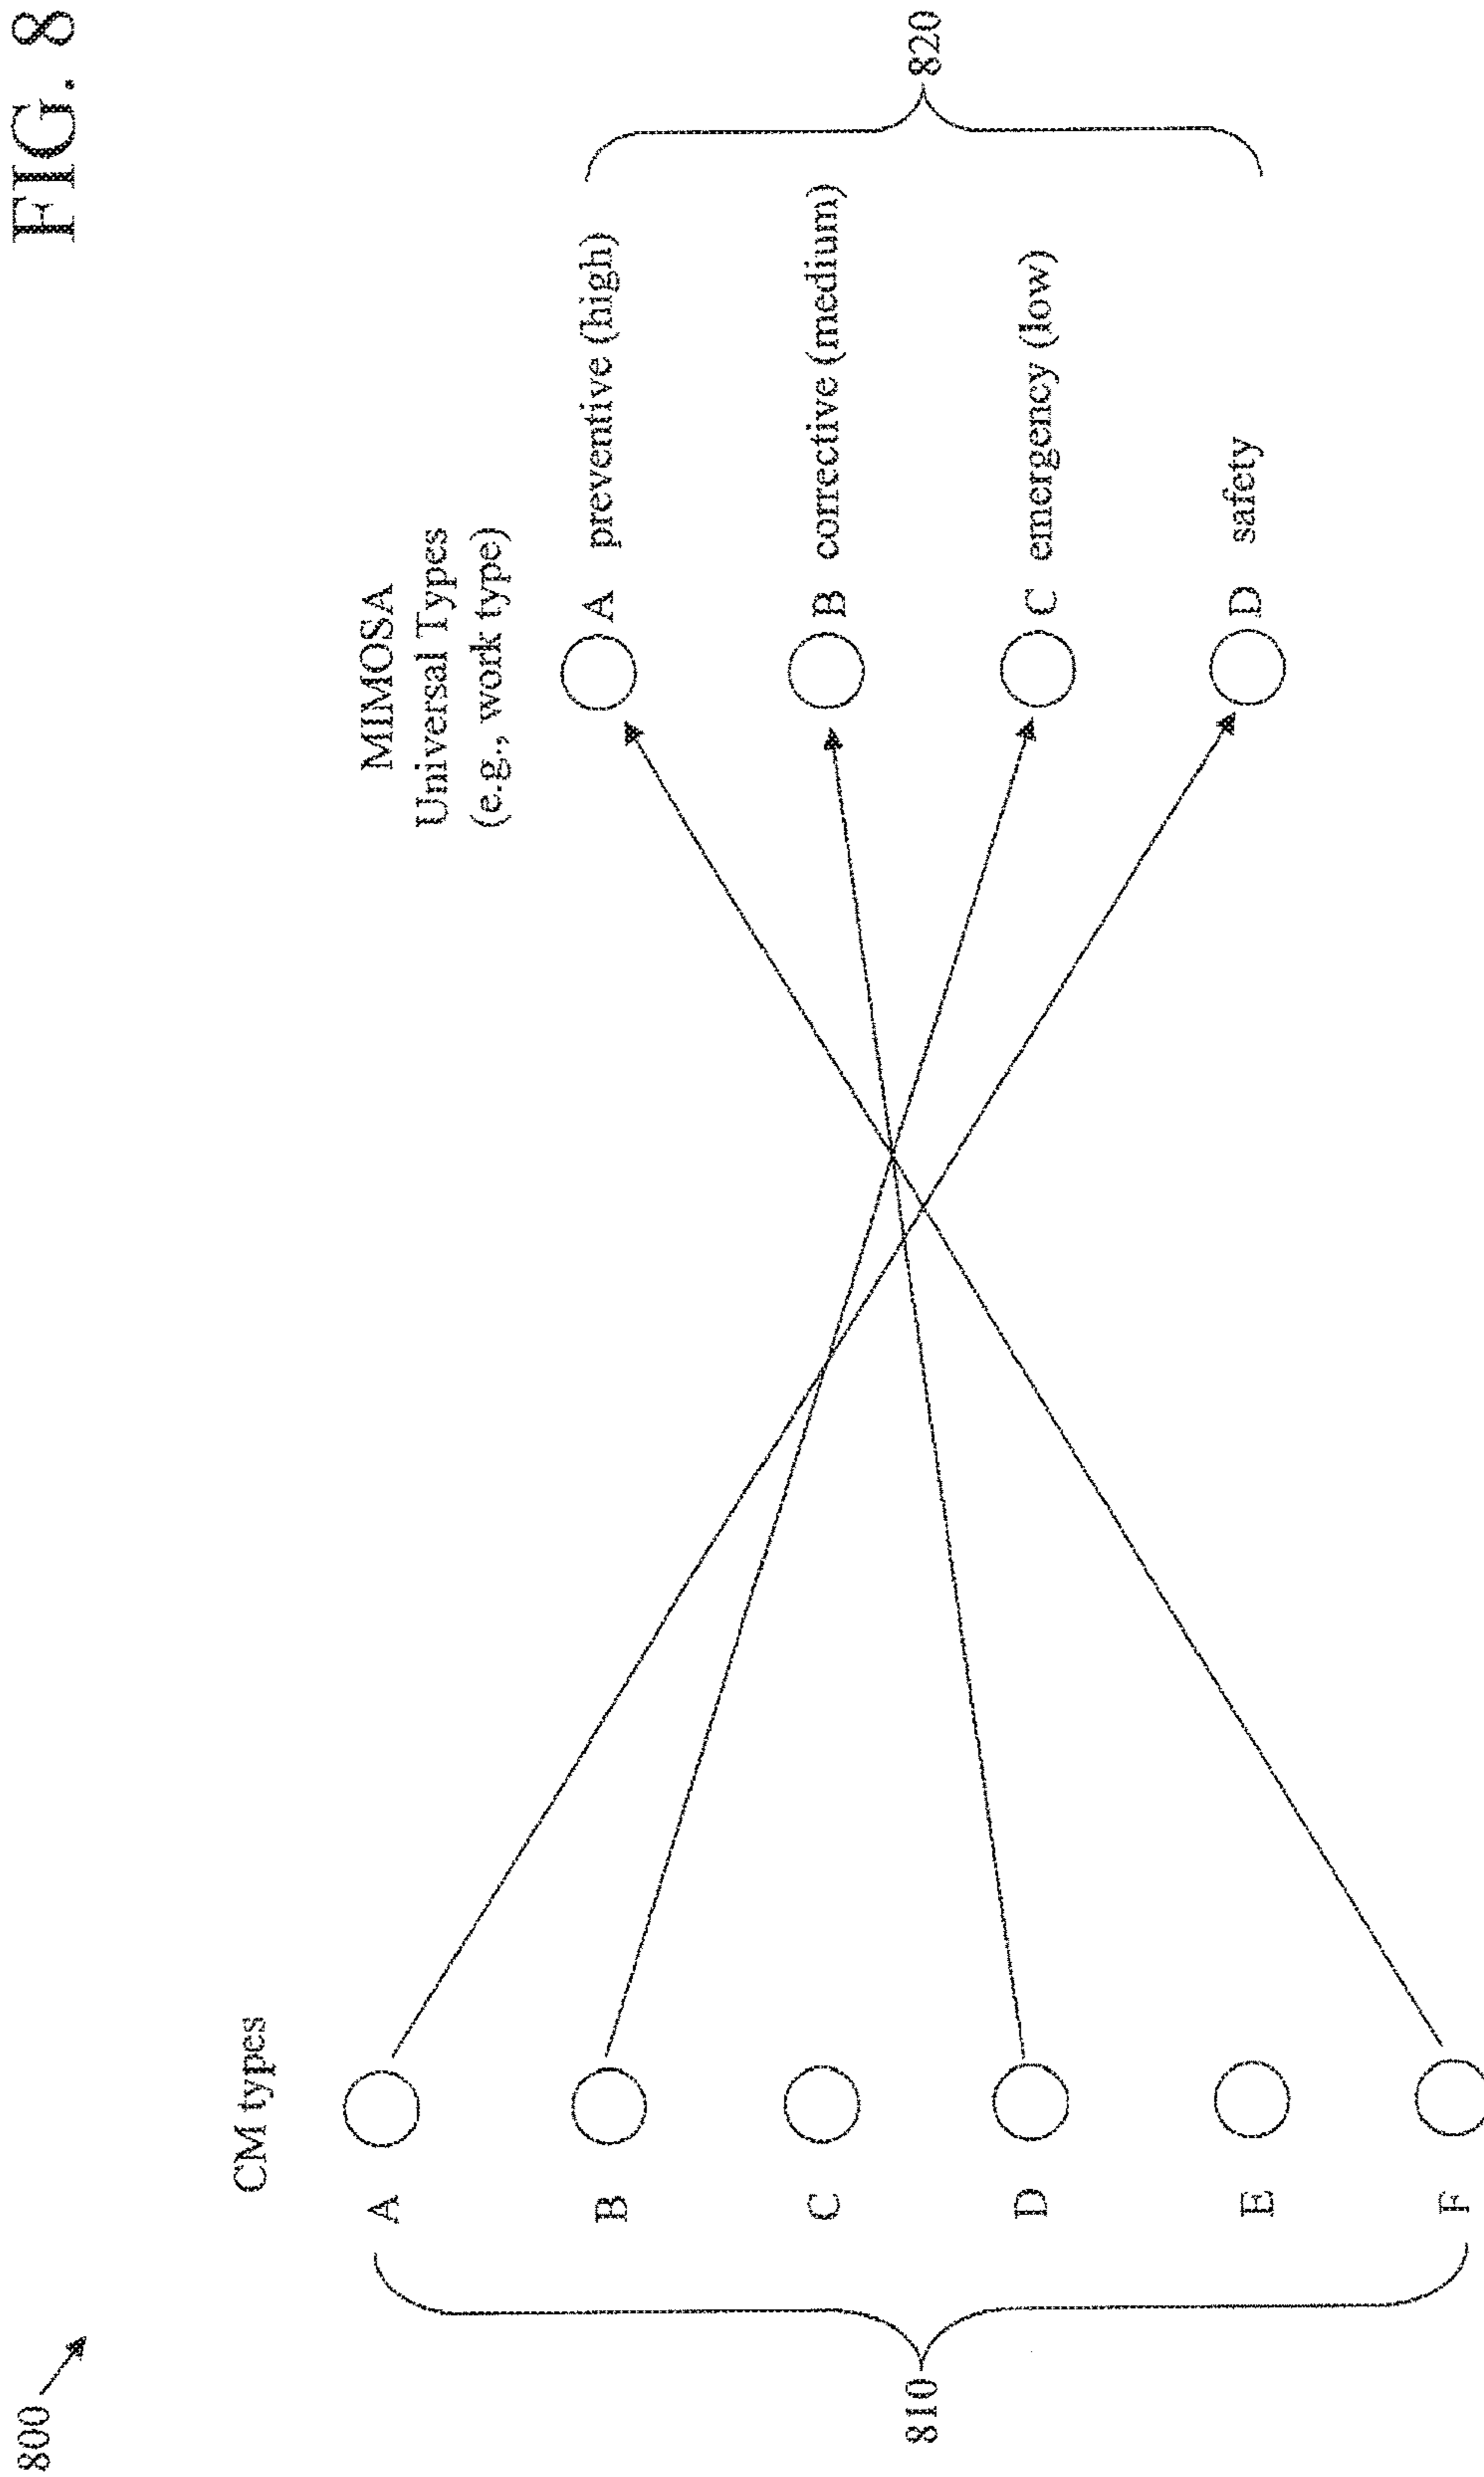 FIG. 8
800
CM types
MIMOSA
Universal Types
(e.g., work type)
A
B
C
D
E
F
A preventive (high)
B corrective (medium)
C emergency (low)
D safety
810
820